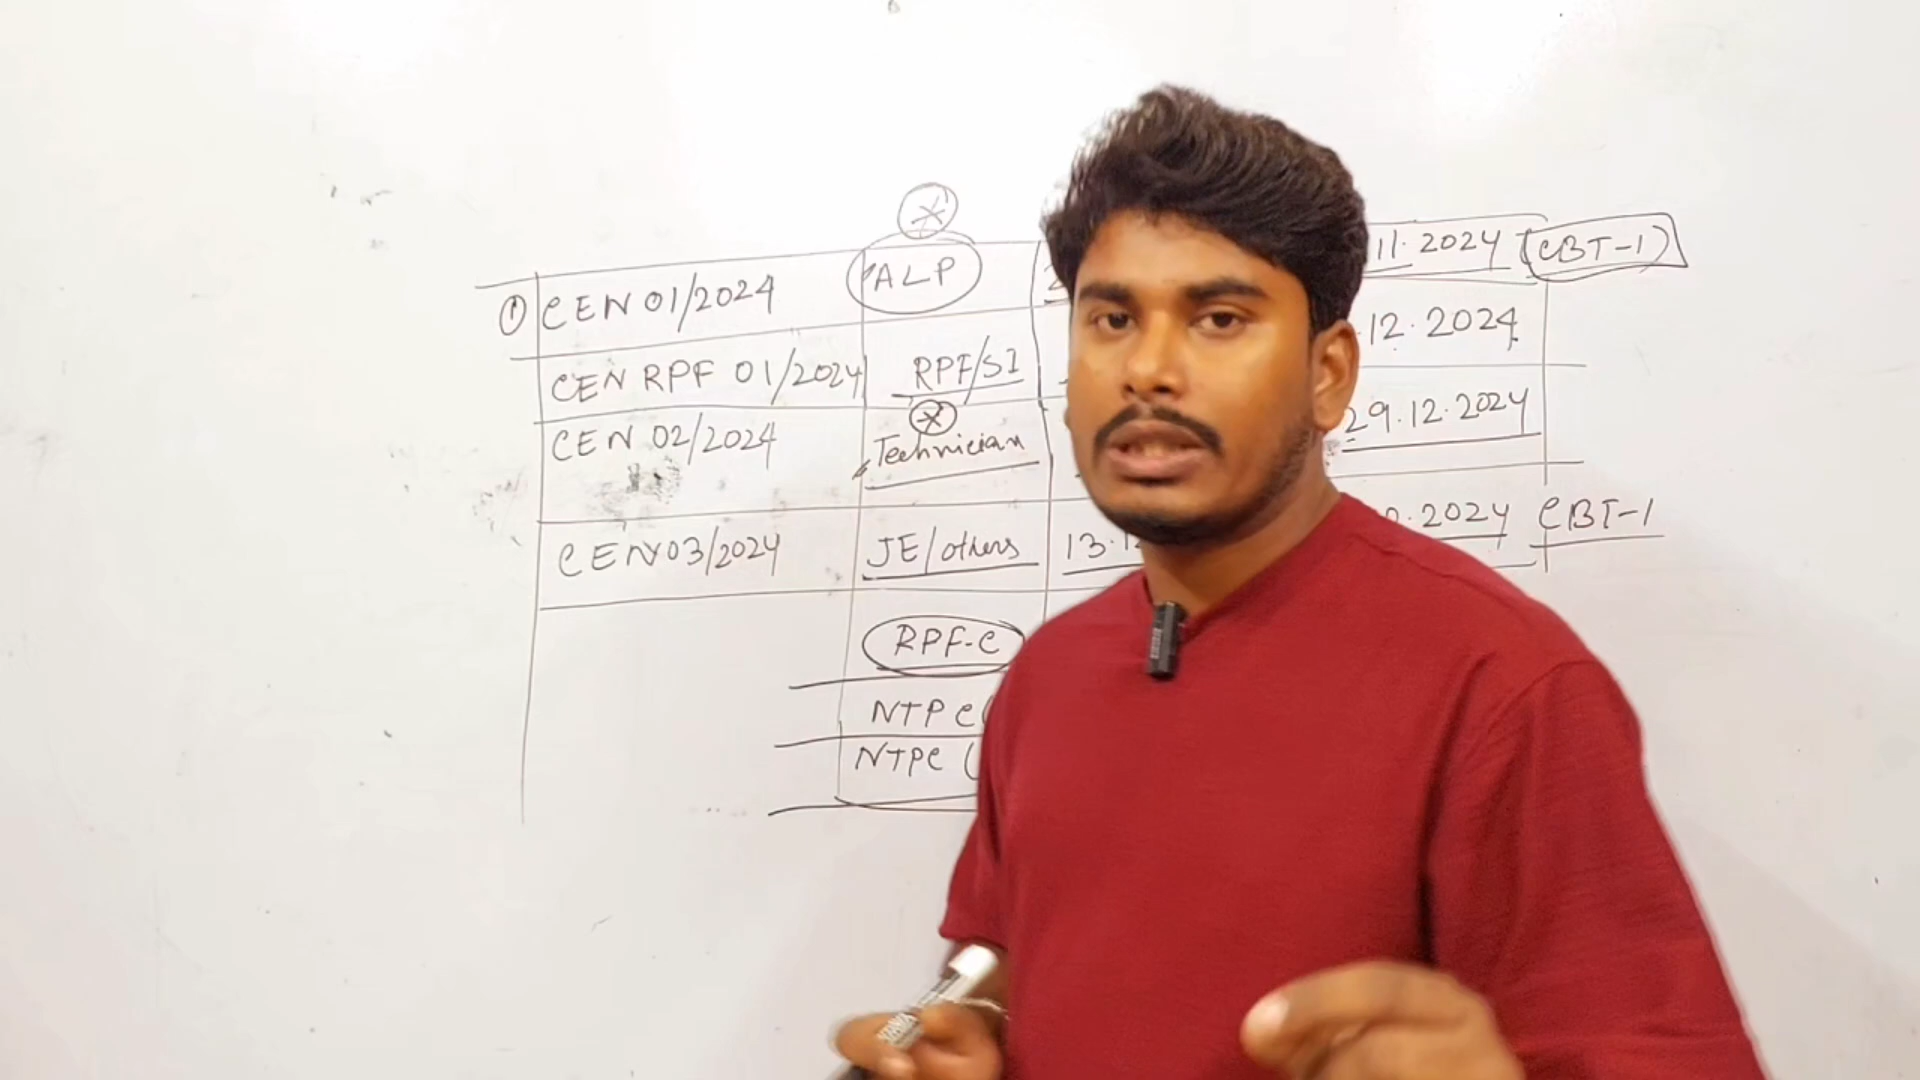 ① CEN 01/2024 ALP 11.2024 (CBT-1)
CEN RPF 01/2024 RPF/SI .12.2024
CEN 02/2024 Technician 29.12.2024
CEN 03/2024 JE/others 13.12 .2024 CBT-1
RPF-C
NTPC (
NTPC (